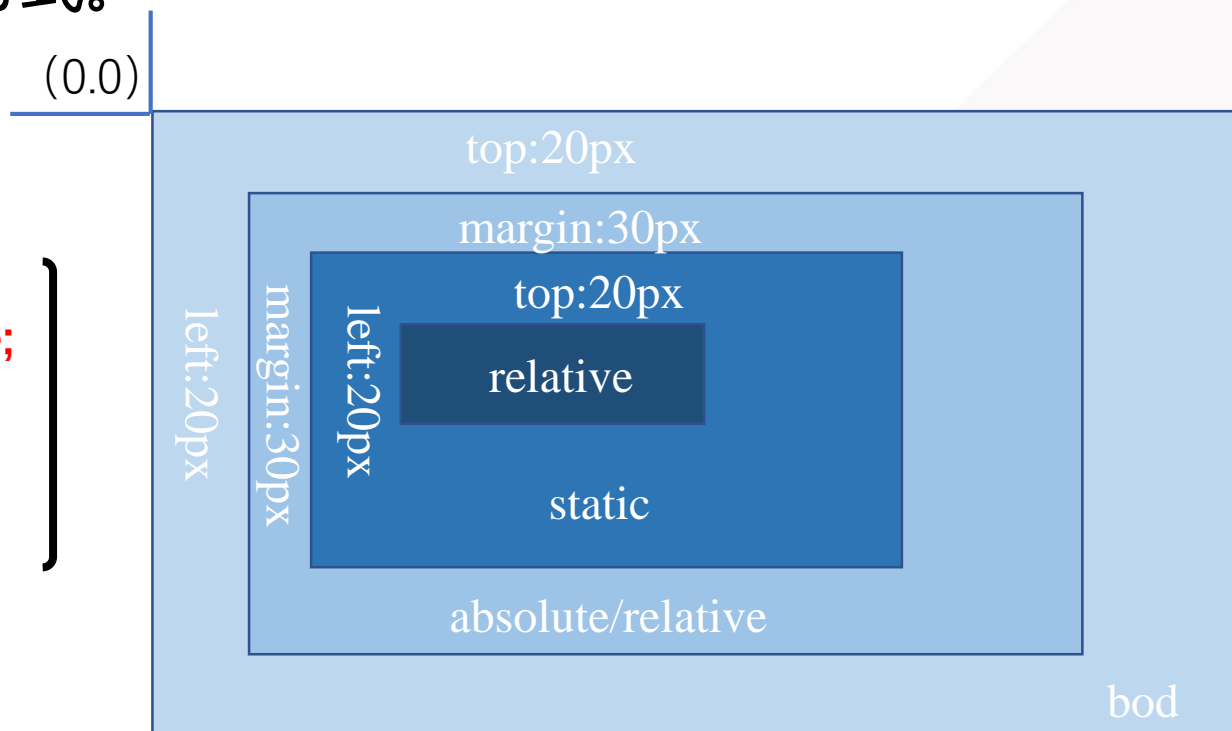 式。
(0.0)
top:20px
margin:30px
top:20px
left:20px
margin:30px
left:20px
;
relative
static
absolute/relative
bod